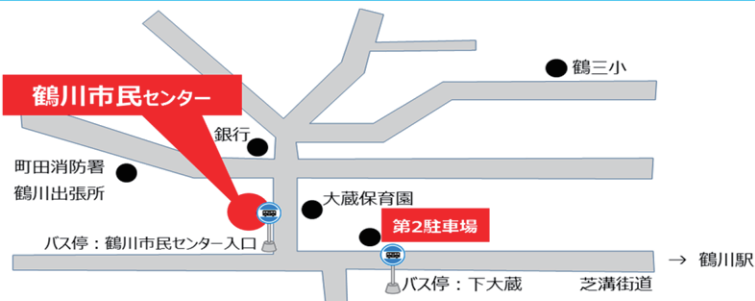 鶴三小
鶴川市民センター
銀行
町田消防署
鶴川出張所
大蔵保育園
第2駐車場
バス停：鶴川市民センター入口
→ 鶴川駅
バス停：下大蔵
芝溝街道